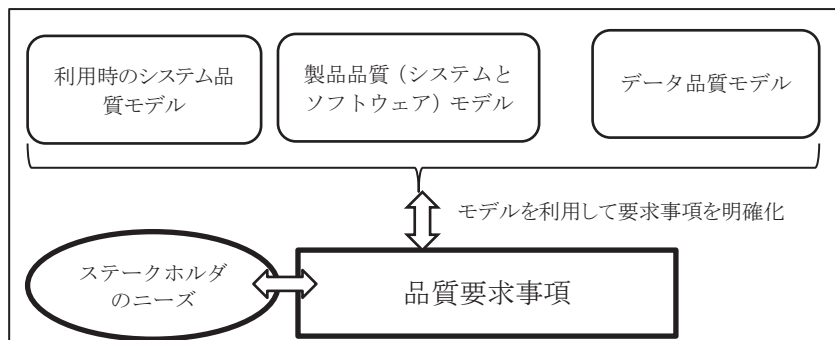 利用時のシステム品
質モデル
製品品質（システムと
ソフトウェア）モデル
データ品質モデル
モデルを利用して要求事項を明確化
ステークホルダ
のニーズ
品質要求事項